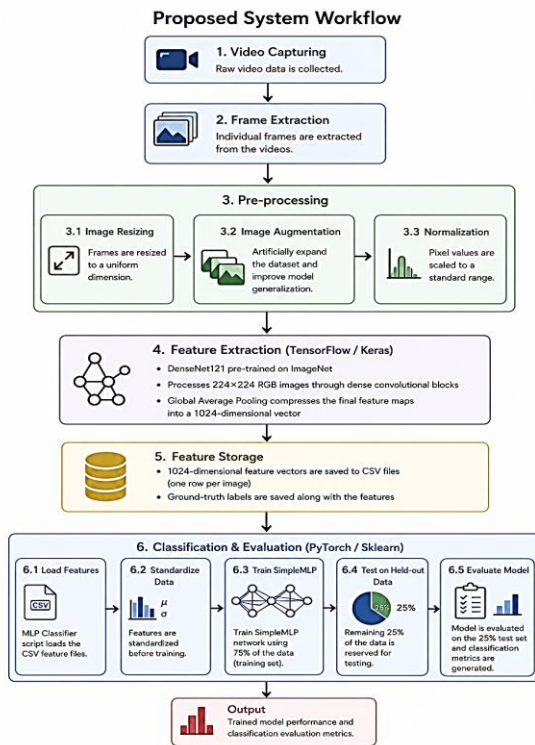 Proposed System Workflow
1. Video Capturing
Raw video data is collected.
2. Frame Extraction
Individual frames are extracted
from the videos.
3. Pre-processing
3.1 Image Resizing
Frames are resized
to a uniform
dimension.
3.2 Image Augmentation
Artificially expand
the dataset and
improve model
generalization.
3.3 Normalization
Pixel values are
scaled to a
standard range.
4. Feature Extraction (TensorFlow / Keras)
• DenseNet121 pre-trained on ImageNet
• Processes 224×224 RGB images through dense convolutional blocks
• Global Average Pooling compresses the final feature maps
into a 1024-dimensional vector
5. Feature Storage
• 1024-dimensional feature vectors are saved to CSV files
(one row per image)
• Ground-truth labels are saved along with the features
6. Classification & Evaluation (PyTorch / Sklearn)
6.1 Load Features
CSV
MLP Classifier
script loads the
CSV feature files.
6.2 Standardize
Data
μ
σ
Features are
standardized
before training.
6.3 Train SimpleMLP
Train SimpleMLP
network using
75% of the data
(training set).
6.4 Test on Held-out
Data
25% 25%
Remaining 25%
of the data is
reserved for
testing.
6.5 Evaluate Model
Model is evaluated
on the 25% test set
and classification
metrics are
generated.
Output
Trained model performance and
classification evaluation metrics.